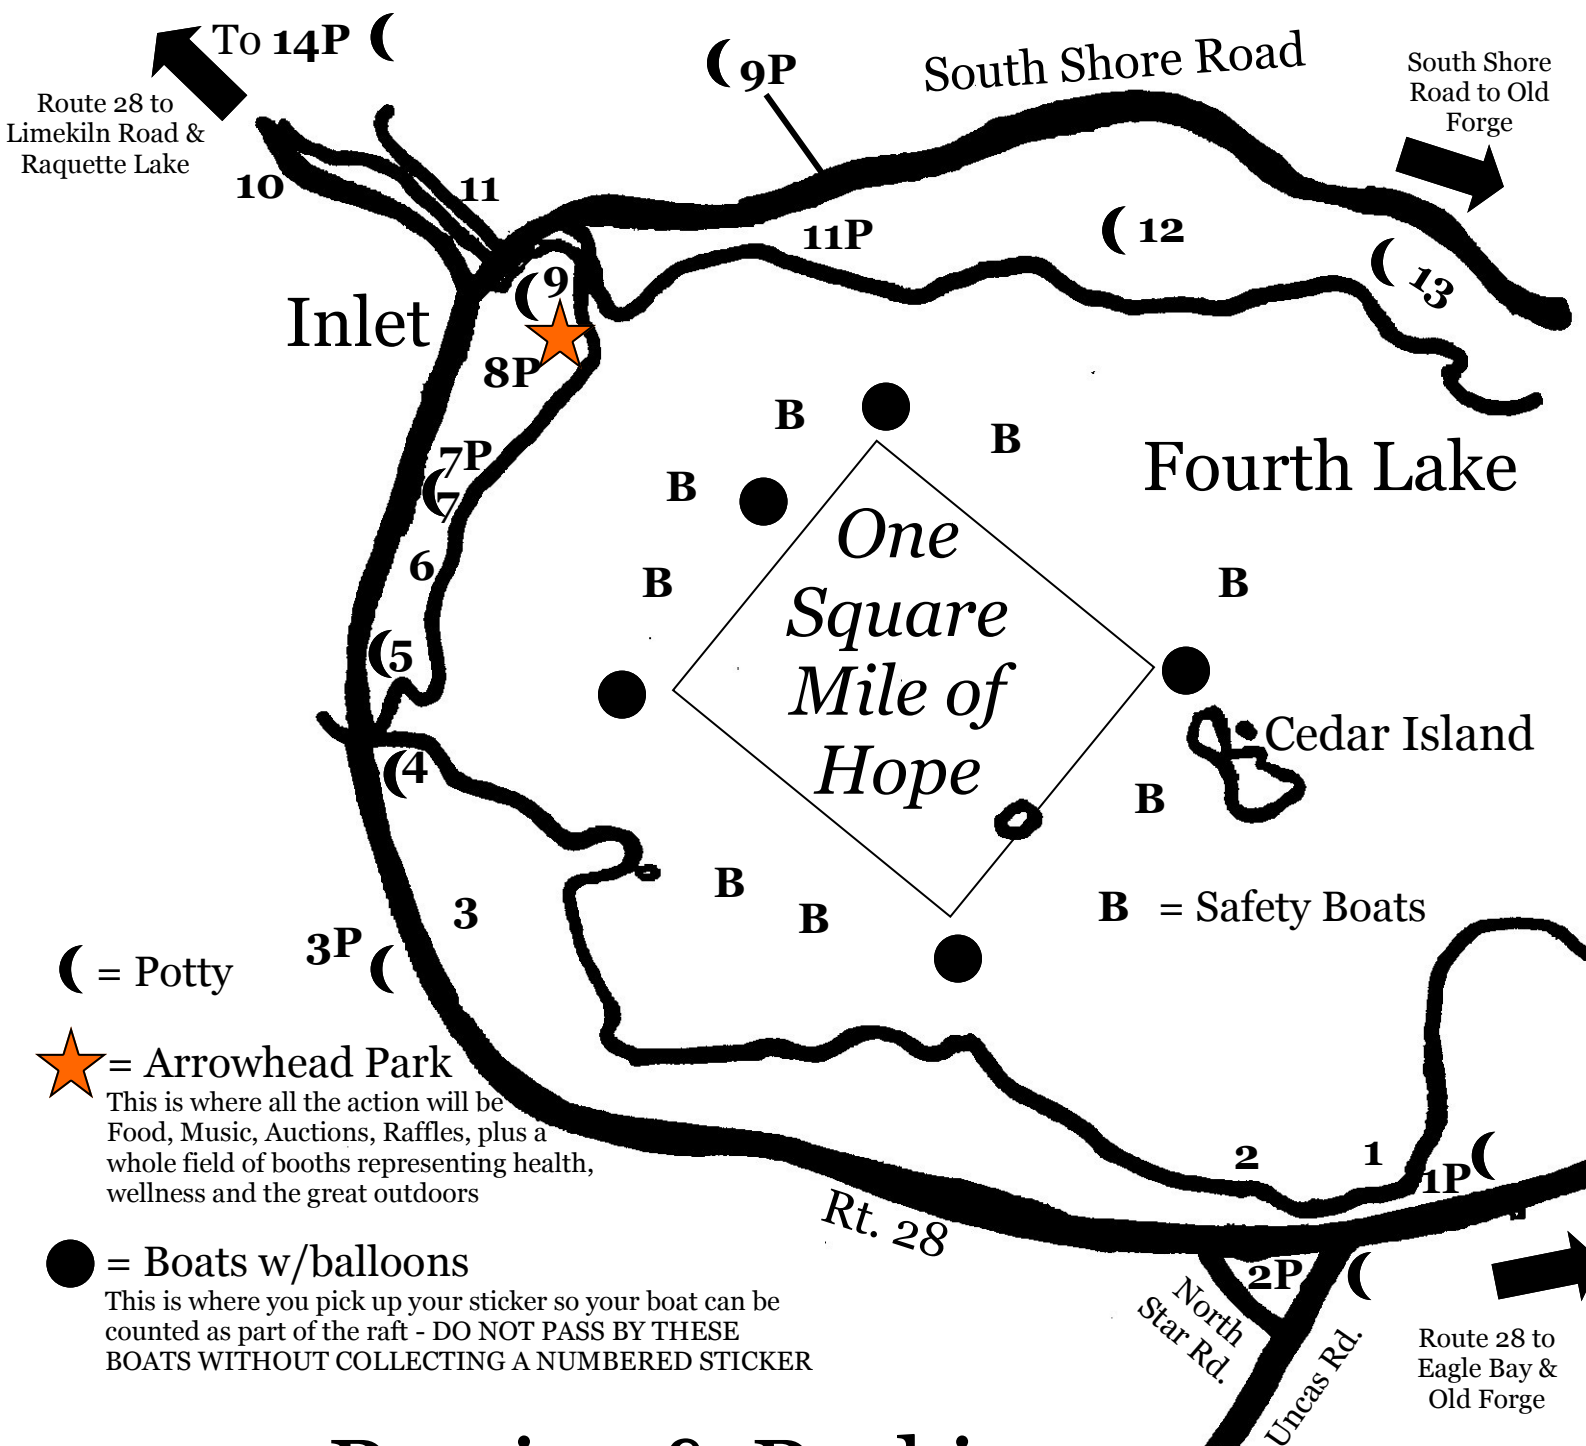 To 14P
9P
South Shore Road
South Shore
Road to Old
Forge
Route 28 to
Limekiln Road &
Raquette Lake
10
11
11P
12
13
9
Inlet
8P
B
B
Fourth Lake
7P
7
B
One
Square
Mile of
Hope
6
B
B
5
Cedar Island
4
B
B
3
B
B = Safety Boats
3P
= Potty
= Arrowhead Park
This is where all the action will be
Food, Music, Auctions, Raffles, plus a
whole field of booths representing health,
wellness and the great outdoors
2
1
1P
Rt. 28
= Boats w/balloons
This is where you pick up your sticker so your boat can be
counted as part of the raft - DO NOT PASS BY THESE
BOATS WITHOUT COLLECTING A NUMBERED STICKER
2P
North
Star Rd.
Uncas Rd.
Route 28 to
Eagle Bay &
Old Forge